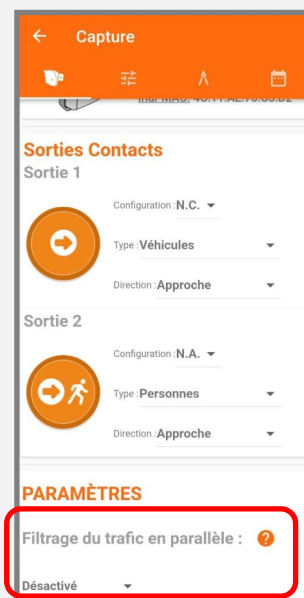 Capture
Sorties Contacts
Sortie 1
Configuration : N.C.
Type : Véhicules
Direction : Approche
Sortie 2
Configuration : N.A.
Type : Personnes
Direction : Approche
PARAMÈTRES
Filtrage du trafic en parallèle : ?
Désactivé